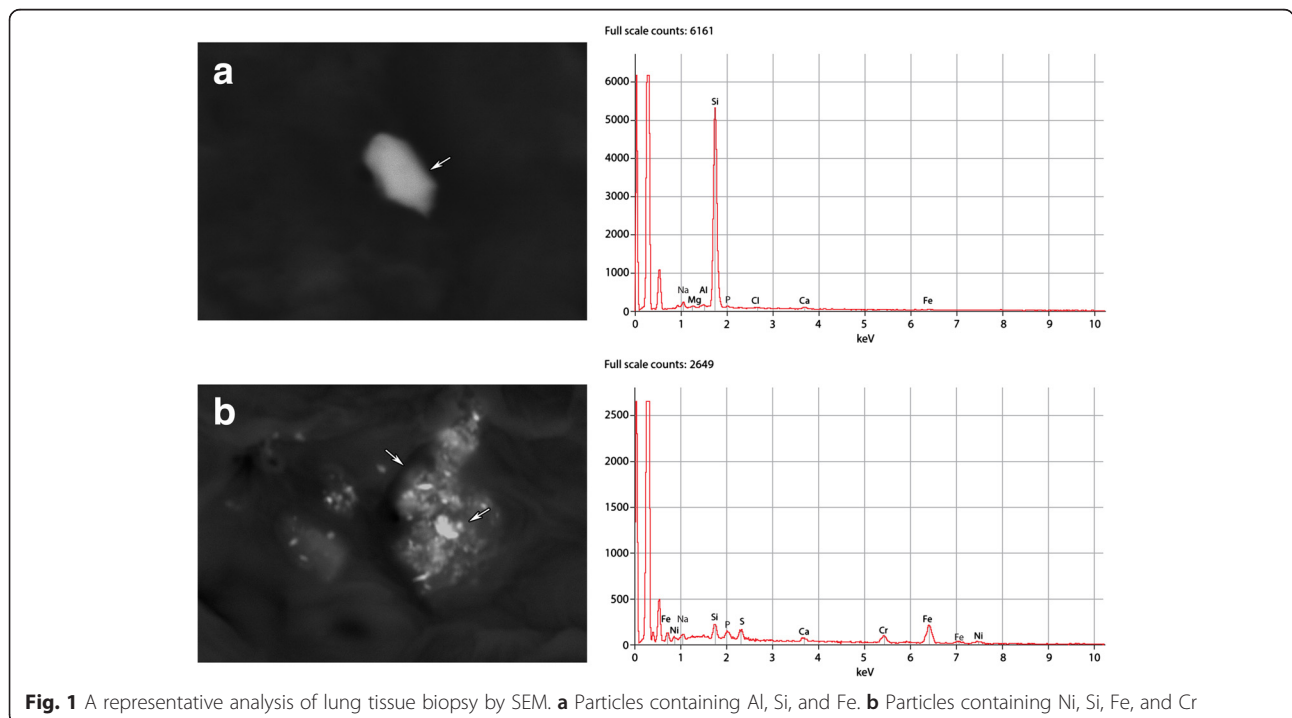 Full scale counts: 6161
a
6000
5000
4000
3000
2000
1000
0
Si
Na
Mg
Al
P
Cl
Ca
Fe
0 1 2 3 4 5 6 7 8 9 10
keV
Full scale counts: 2649
b
2500
2000
1500
1000
500
0
Fe
Ni
Na
Si
P
S
Ca
Cr
Fe
Fe
Ni
0 1 2 3 4 5 6 7 8 9 10
keV
Fig. 1 A representative analysis of lung tissue biopsy by SEM. a Particles containing Al, Si, and Fe. b Particles containing Ni, Si, Fe, and Cr